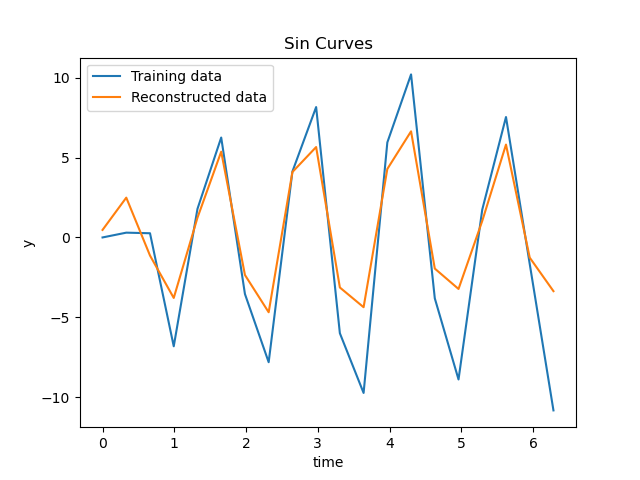 Sin Curves
Training data
Reconstructed data
10
5
0
−5
−10
y
0 1 2 3 4 5 6
time